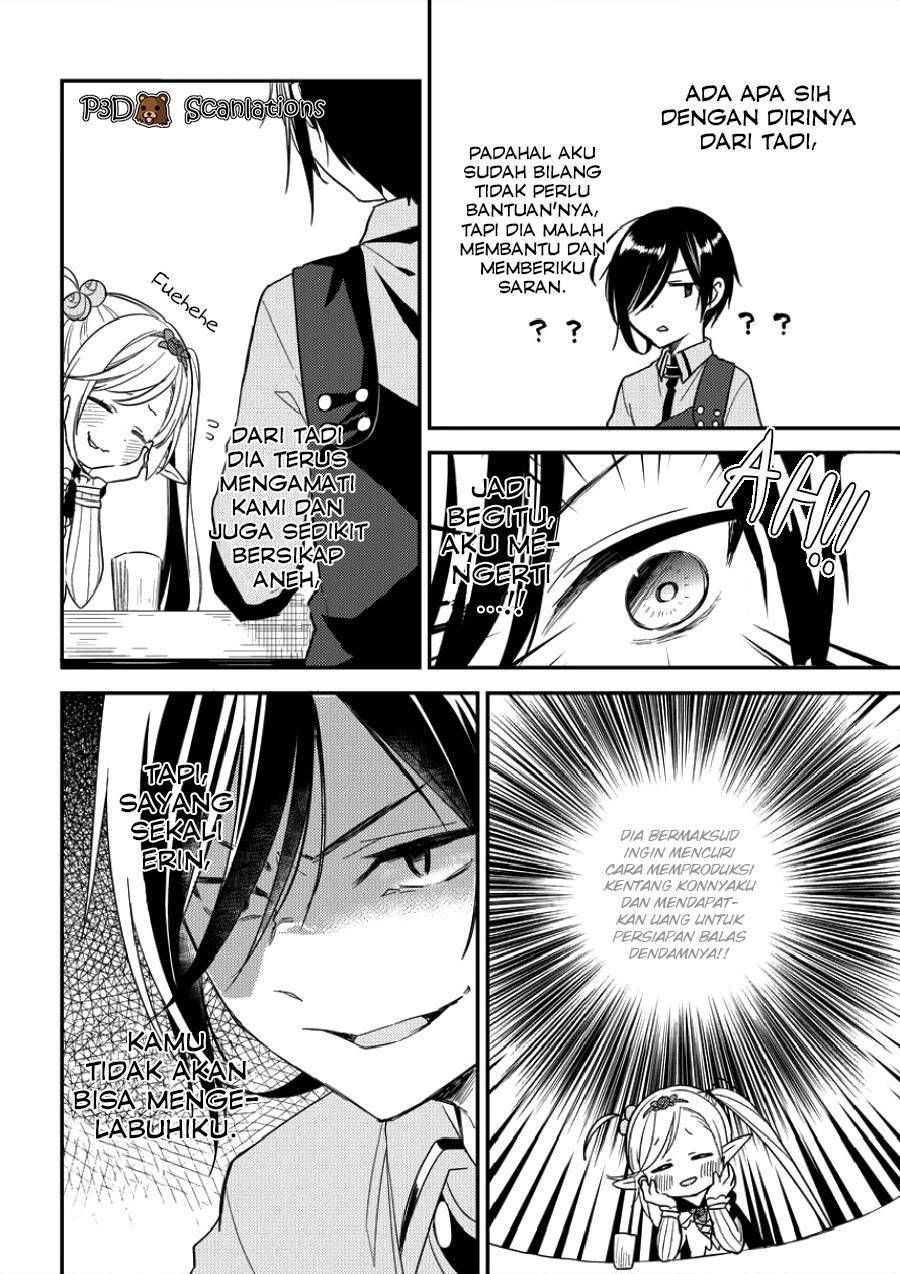 ADA APA SIH
DENGAN DIRINYA
DARI TADI,
PADAHAL AKU
SUDAH BILANG
TIDAK PERLU
BANTUAN'NYA,
TAPI DIA MALAH
MEMBANTU DAN
MEMBERIKU
SARAN.
? ?
? ?
P3D Scanlations
Fuehehe
DARI TADI
DIA TERUS
MENGAMATI
KAMI DAN
JUGA SEDIKIT
BERSIKAP
ANEH,
AH!!!
JADI
BEGITU,
AKU ME-
NGERTI
....!!
DIA BERMAKSUD
INGIN MENCURI
CARA MEMPRODUKSI
KENTANG KONNYAKU
DAN MENDAPAT-
KAN UANG UNTUK
PERSIAPAN BALAS
DENDAMNYA!!
TAPI,
SAYANG
SEKALI
ERIN,
KAMU
TIDAK AKAN
BISA MENGE-
LABUHIKU.